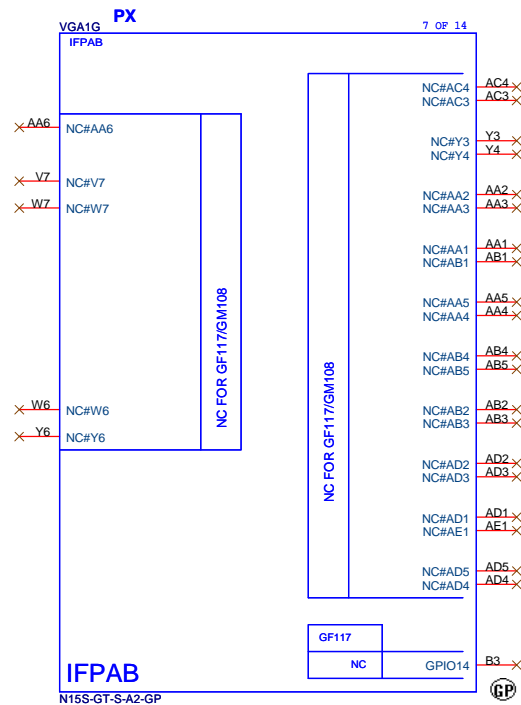 PX
VGA1G 7 OF 14
IFPAB
AA6 NC#AA6
V7 NC#V7
W7 NC#W7
W6 NC#W6
Y6 NC#Y6
NC FOR GF117/GM108
NC FOR GF117/GM108
NC#AC4 AC4
NC#AC3 AC3
NC#Y3 Y3
NC#Y4 Y4
NC#AA2 AA2
NC#AA3 AA3
NC#AA1 AA1
NC#AB1 AB1
NC#AA5 AA5
NC#AA4 AA4
NC#AB4 AB4
NC#AB5 AB5
NC#AB2 AB2
NC#AB3 AB3
NC#AD2 AD2
NC#AD3 AD3
NC#AD1 AD1
NC#AE1 AE1
NC#AD5 AD5
NC#AD4 AD4
GF117
NC GPIO14 B3
IFPAB
GP
N15S-GT-S-A2-GP